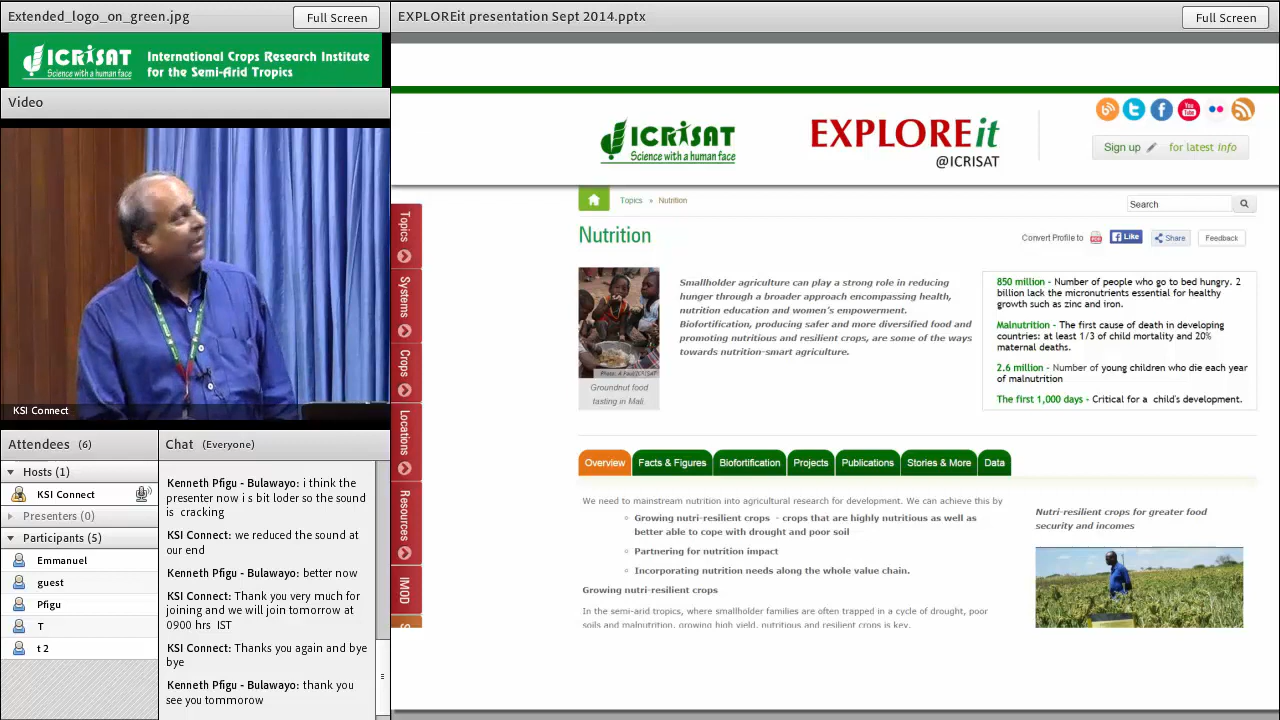 Extended_logo_on_green.jpg
Full Screen
ICRISAT
Science with a human face
International Crops Research Institute
for the Semi-Arid Tropics
Video
KSI Connect
Attendees (6)
Hosts (1)
KSI Connect
Presenters (0)
Participants (5)
Emmanuel
guest
Pfigu
T
t 2
Chat (Everyone)
Kenneth Pfigu - Bulawayo: i think the
presenter now i s bit loder so the sound
is cracking
KSI Connect: we reduced the sound at
our end
Kenneth Pfigu - Bulawayo: better now
KSI Connect: Thank you very much for
joining and we will join tomorrow at
0900 hrs IST
KSI Connect: Thanks you again and bye
bye
Kenneth Pfigu - Bulawayo: thank you
see you tommorow
EXPLOREit presentation Sept 2014.pptx
Full Screen
ICRISAT
Science with a human face
EXPLOREit
@ICRISAT
You
Tube
Sign up for latest info
Topics » Nutrition
Search
Nutrition
Convert Profile to
Like
Share
Feedback
Topics
Systems
Crops
Locations
Resources
IMOD
Groundnut food
tasting in Mali
Smallholder agriculture can play a strong role in reducing
hunger through a broader approach encompassing health,
nutrition education and women's empowerment.
Biofortification, producing safer and more diversified food and
promoting nutritious and resilient crops, are some of the ways
towards nutrition-smart agriculture.
850 million - Number of people who go to bed hungry. 2
billion lack the micronutrients essential for healthy
growth such as zinc and iron.
Malnutrition - The first cause of death in developing
countries: at least 1/3 of child mortality and 20%
maternal deaths.
2.6 million - Number of young children who die each year
of malnutrition
The first 1,000 days - Critical for a child's development.
Overview
Facts & Figures
Biofortification
Projects
Publications
Stories & More
Data
We need to mainstream nutrition into agricultural research for development. We can achieve this by
Growing nutri-resilient crops - crops that are highly nutritious as well as
better able to cope with drought and poor soil
Partnering for nutrition impact
Incorporating nutrition needs along the whole value chain.
Growing nutri-resilient crops
In the semi-arid tropics, where smallholder families are often trapped in a cycle of drought, poor
soils and malnutrition, growing high yield, nutritious and resilient crops is key.
Nutri-resilient crops for greater food
security and incomes